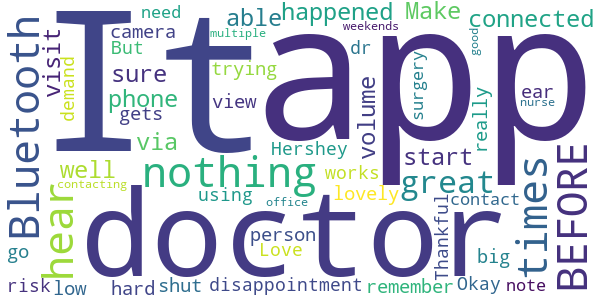 It app
doctor
nothing
Bluetooth
hear
great
times
BEFORE
visit
demand
need
camera
But
sure
gets
phone
via
well
able
happened
multiple
trying
view
Hershey
using
office
person
Love
works
lovely
volume
dr
Make
weekends
connected
surgery
really
good
ear
nurse
start
contact
Thankful
big
Okay
note
remember
disappointment
shut
hard
low
risk
go
contacting